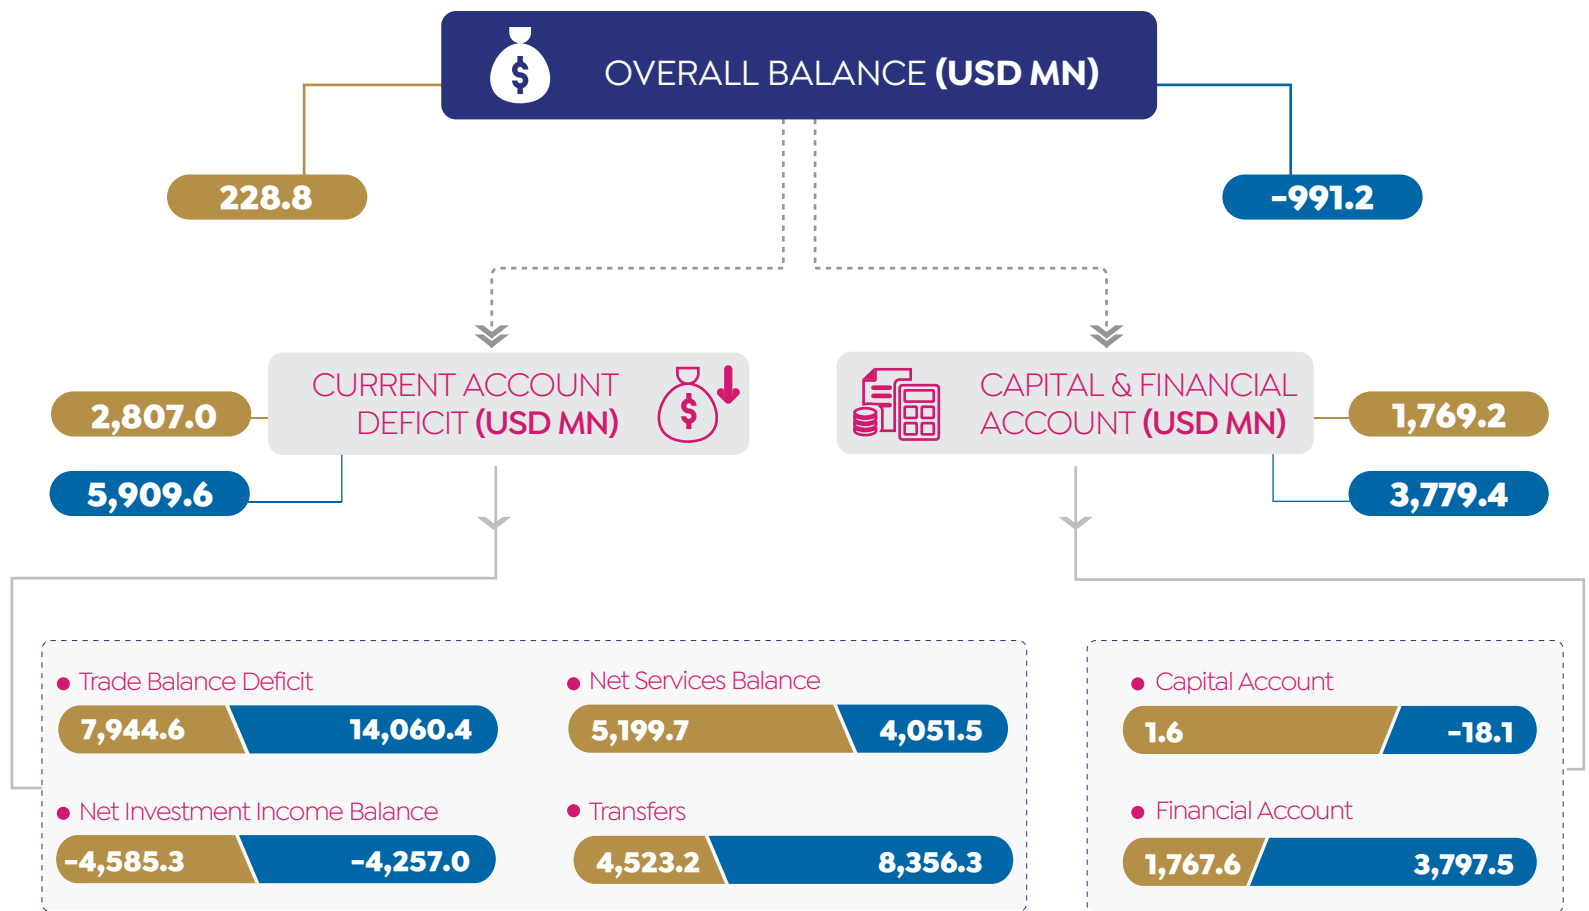 OVERALL BALANCE (USD MN)
$
228.8
-991.2
CURRENT ACCOUNT
DEFICIT (USD MN)
$
2,807.0
5,909.6
CAPITAL & FINANCIAL
ACCOUNT (USD MN)
1,769.2
3,779.4
Trade Balance Deficit
7,944.6 14,060.4
Net Services Balance
5,199.7 4,051.5
Net Investment Income Balance
-4,585.3 -4,257.0
Transfers
4,523.2 8,356.3
Capital Account
1.6 -18.1
Financial Account
1,767.6 3,797.5